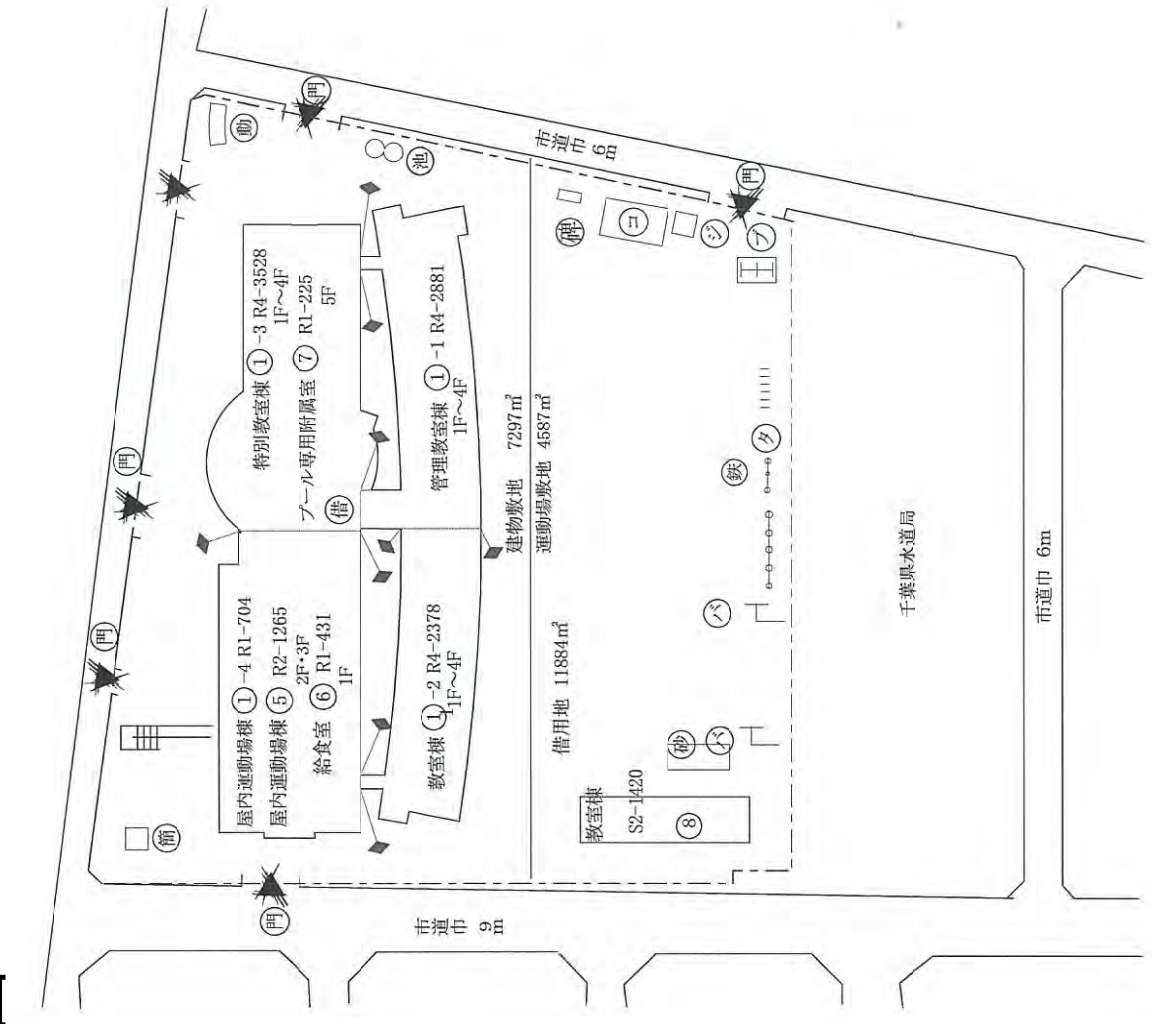 門
動
池
市道巾 6m
門
碑
コ
ジ
ブ
特別教室棟 ①-3 R4-3528
1F～4F
プール専用附属室 ⑦ R1-225
5F
借
管理教室棟 ①-1 R4-2881
1F～4F
建物敷地 7297㎡
運動場敷地 4587㎡
借用地 11884㎡
門
門
屋内運動場棟 ①-4 R1-704
屋内運動場棟 ⑤ R2-1265
2F・3F
給食室 ⑥ R1-431
1F
教室棟 ①-2 R4-2378
1F～4F
簡
門
市道巾 9m
教室棟
S2-1420
⑧
砂
バ
バ
鉄
タ
千葉県水道局
市道巾 6m